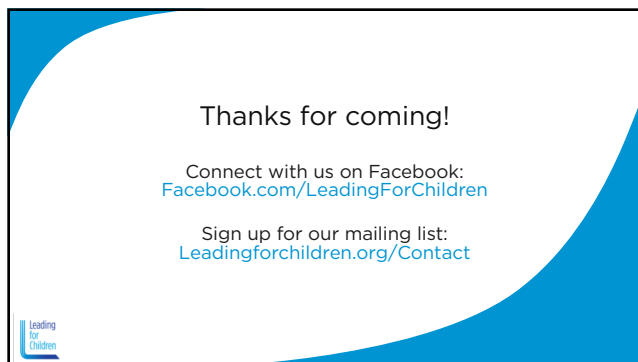 Thanks for coming!
Connect with us on Facebook:
Facebook.com/LeadingForChildren
Sign up for our mailing list:
Leadingforchildren.org/Contact
Leading
for
Children